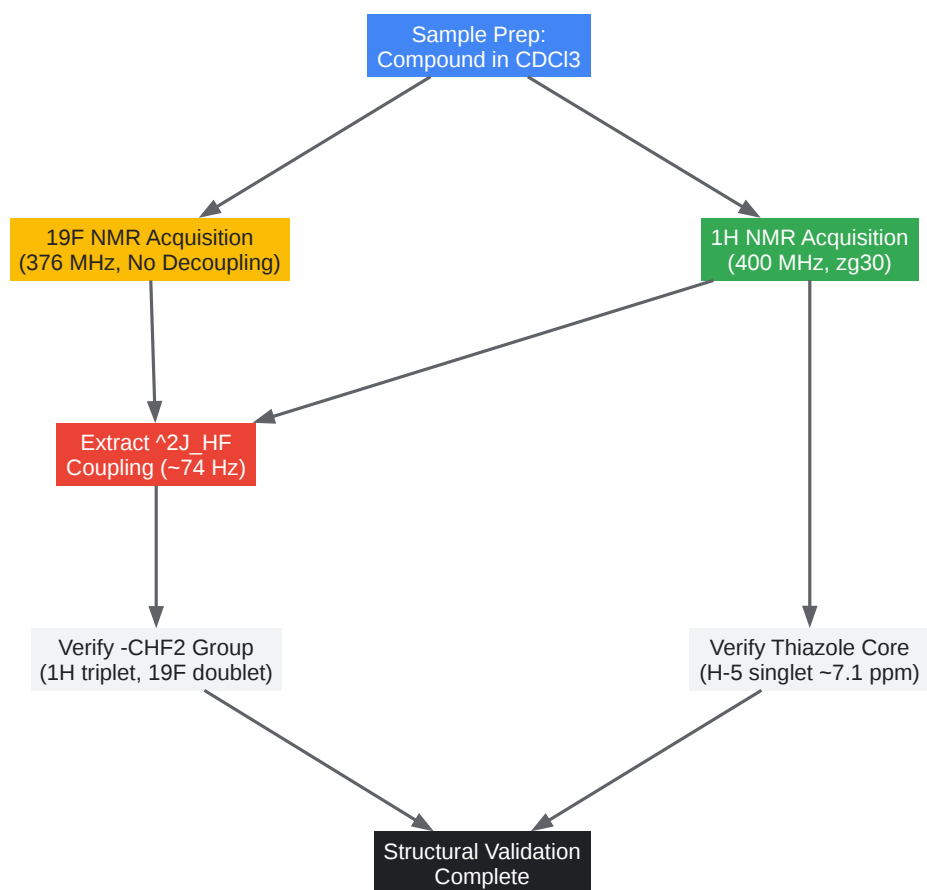 Sample Prep:
Compound in CDCl3
19F NMR Acquisition
(376 MHz, No Decoupling)
1H NMR Acquisition
(400 MHz, zg30)
Extract ^2J_HF
Coupling (~74 Hz)
Verify -CHF2 Group
(1H triplet, 19F doublet)
Verify Thiazole Core
(H-5 singlet ~7.1 ppm)
Structural Validation
Complete